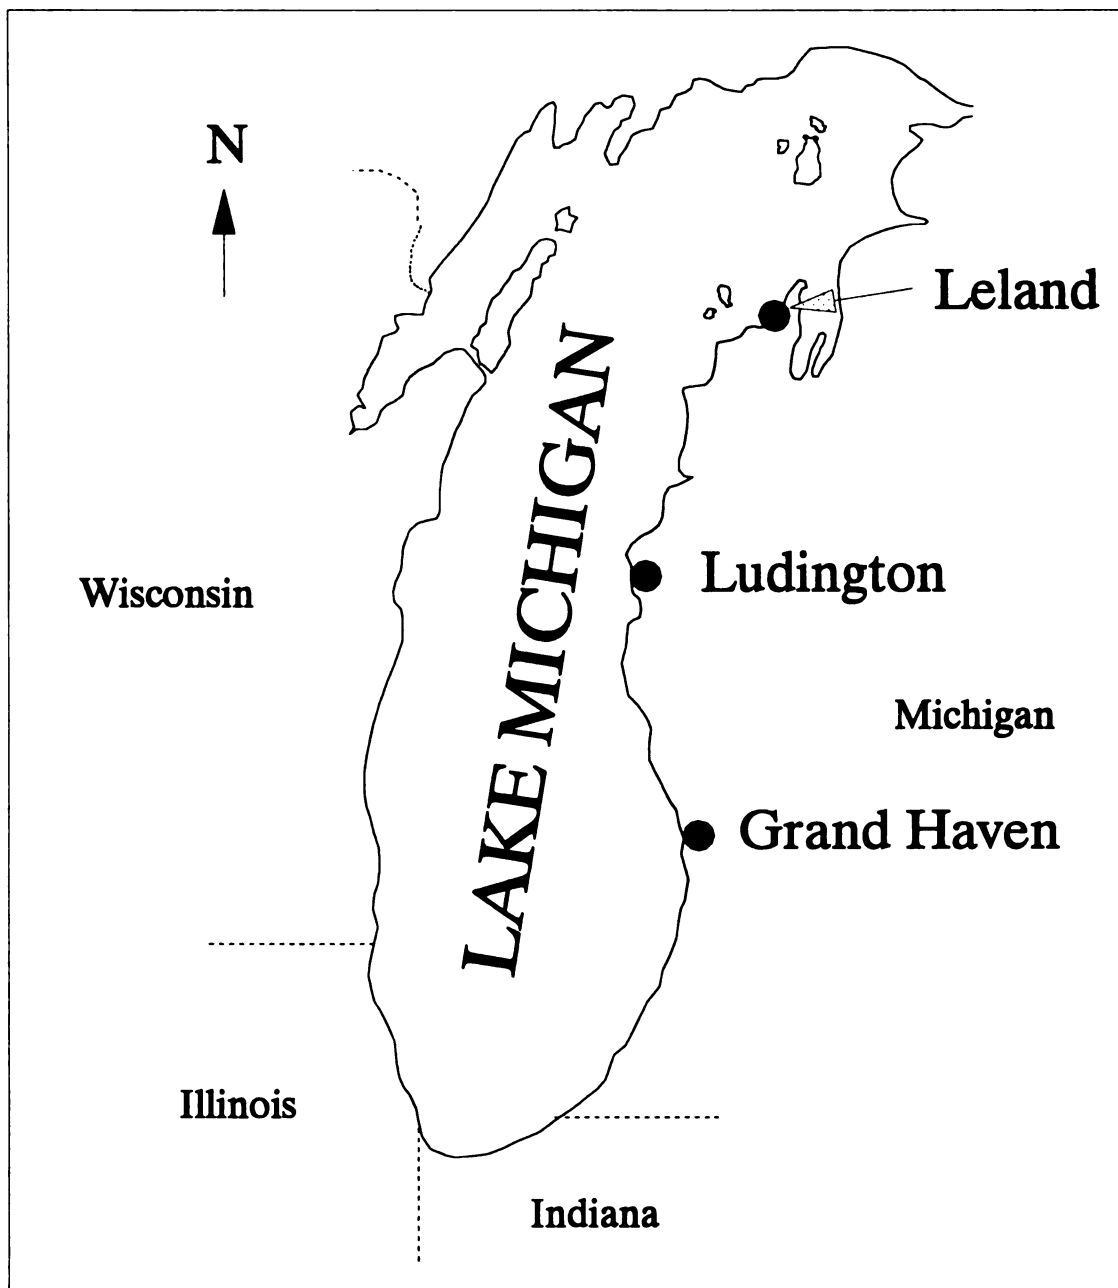 N
Leland
LAKE MICHIGAN
Wisconsin
Ludington
Michigan
Grand Haven
Illinois
Indiana